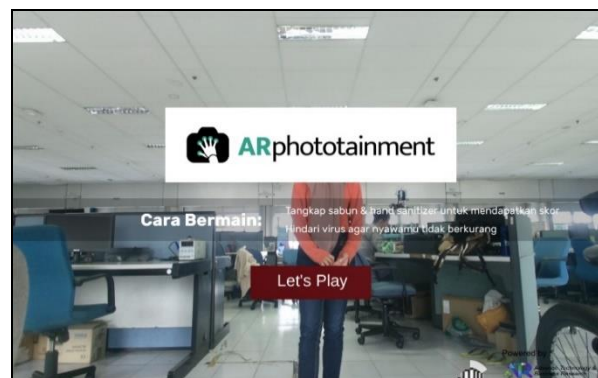 ARphototainment
Cara Bermain:
Tangkap sabun & hand sanitizer untuk mendapatkan skor
Hindari virus agar nyawamu tidak berkurang
Let's Play
Powered by